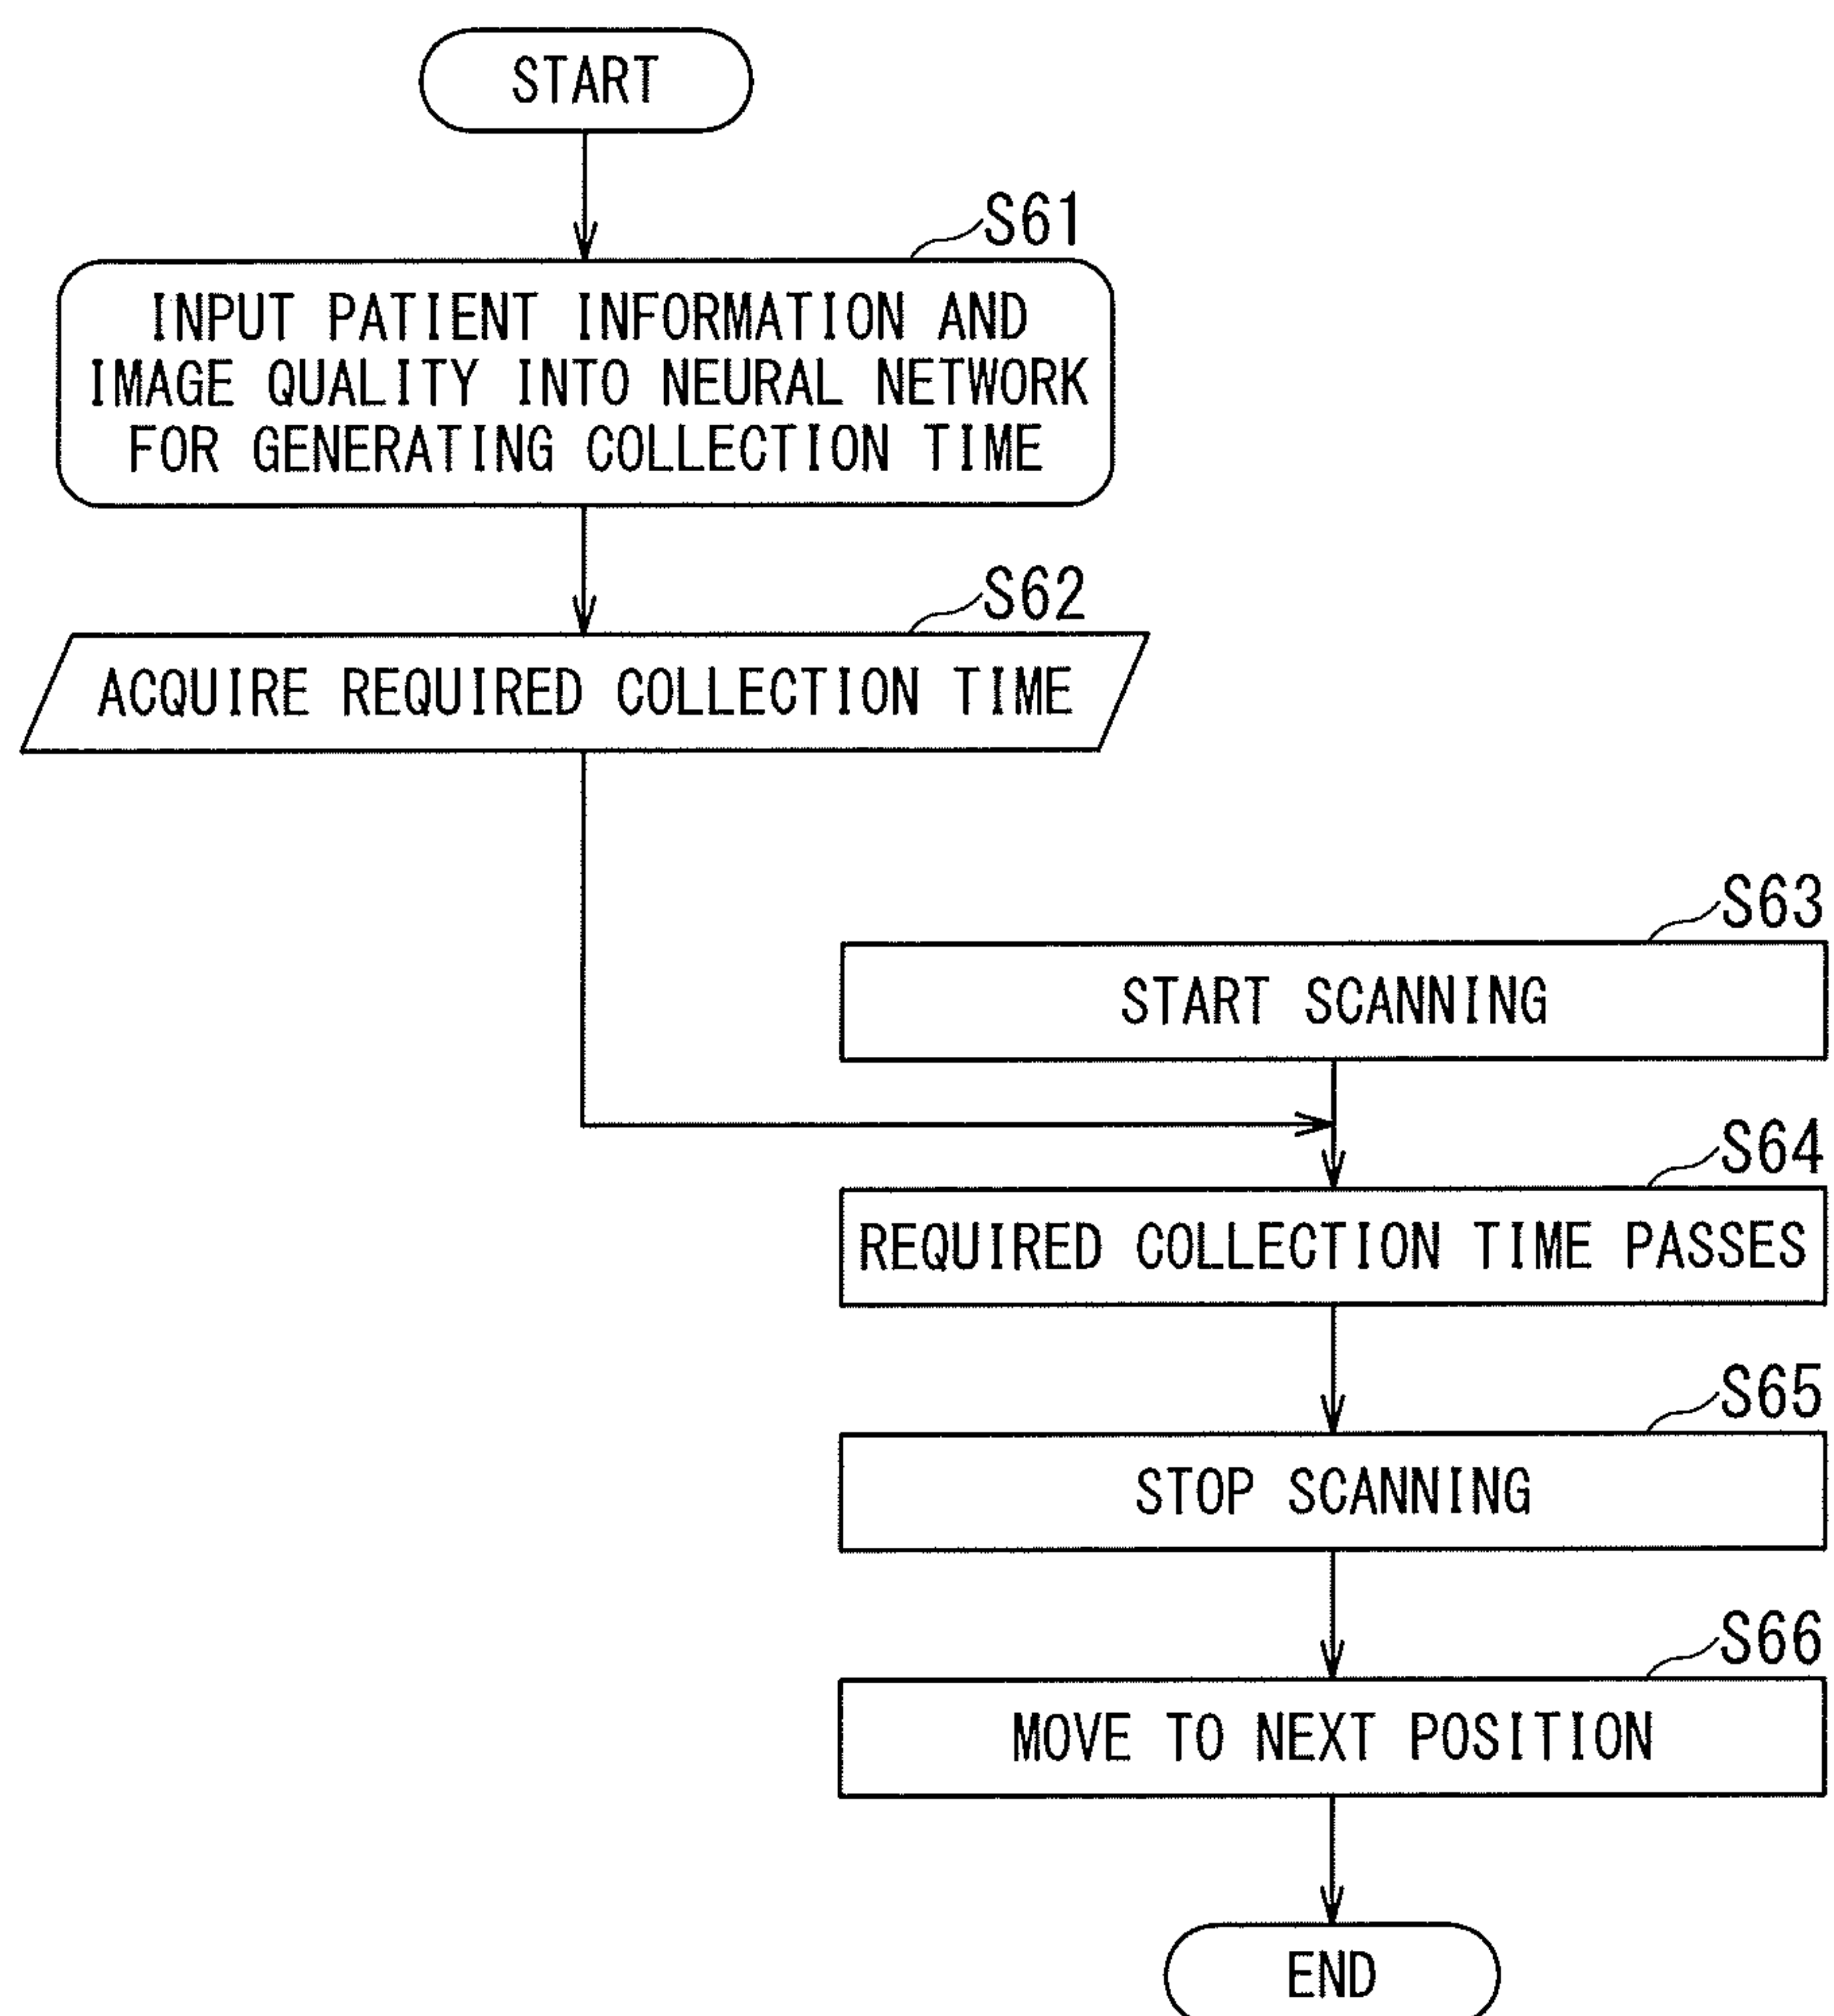 START
S61
INPUT PATIENT INFORMATION AND
IMAGE QUALITY INTO NEURAL NETWORK
FOR GENERATING COLLECTION TIME
S62
ACQUIRE REQUIRED COLLECTION TIME
S63
START SCANNING
S64
REQUIRED COLLECTION TIME PASSES
S65
STOP SCANNING
S66
MOVE TO NEXT POSITION
END